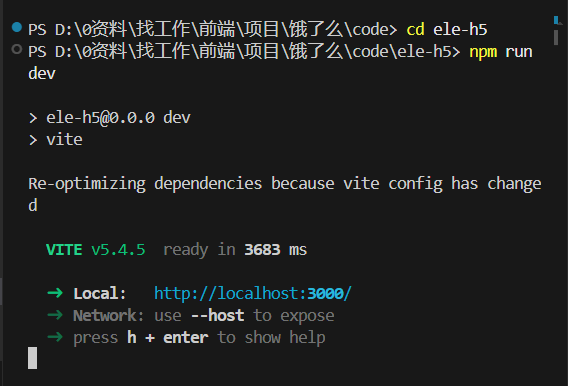 PS D:\0资料\找工作\前端\项目\饿了么\code> cd ele-h5
PS D:\0资料\找工作\前端\项目\饿了么\code\ele-h5> npm run
dev
> ele-h5@0.0.0 dev
> vite
Re-optimizing dependencies because vite config has change
d
VITE v5.4.5  ready in 3683 ms
➜ Local:   http://localhost:3000/
➜ Network: use --host to expose
➜ press h + enter to show help